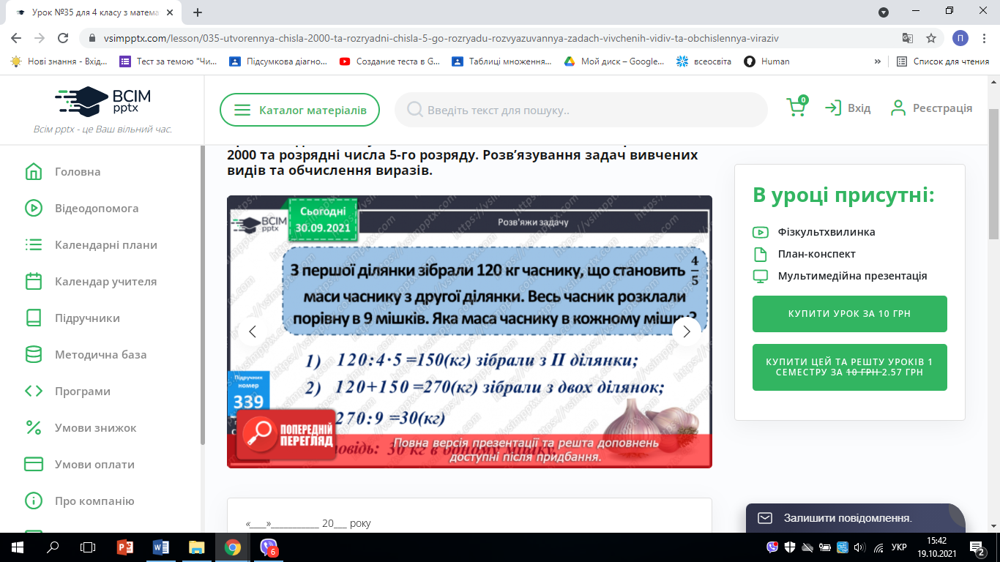 Урок №35 для 4 класу з матема
vsimpptx.com/lesson/035-utvorennya-chisla-2000-ta-rozryadni-chisla-5-go-rozryadu-rozvyazuvannya-zadach-vivchenih-vidiv-ta-obchislennya-viraziv
П
Нові знання - Вхід...
Тест за темою "Чи...
Підсумкова діагно...
Создание теста в G...
Таблиці множення...
Мой диск – Google...
всеосвіта
Human
»
Список для чтения
ВСІМ
pptx
Всім pptx - це Ваш вільний час.
Каталог матеріалів
Введіть текст для пошуку..
0
Вхід
Реєстрація
Головна
Відеодопомога
Календарні плани
Календар учителя
Підручники
Методична база
Програми
Умови знижок
Умови оплати
Про компанію
2000 та розрядні числа 5-го розряду. Розв’язування задач вивчених
видів та обчислення виразів.
ВСІМ
pptx
Сьогодні
30.09.2021
Розв'яжи задачу
З першої ділянки зібрали 120 кг часнику, що становить 4/5
маси часнику з другої ділянки. Весь часник розклали
порівну в 9 мішків. Яка маса часнику в кожному мішку?
1) 120:4·5 =150(кг) зібрали з ІІ ділянки;
2) 120+150 =270(кг) зібрали з двох ділянок;
270:9 =30(кг)
Підручник
номер
339
ПОПЕРЕДНІЙ
ПЕРЕГЛЯД
повідь: 30 кг в одному мішку.
Повна версія презентації та решта доповнень
доступні після придбання.
https://vsimpptx.com
«___»__________ 20___ року
В уроці присутні:
Фізкультхвилинка
План-конспект
Мультимедійна презентація
КУПИТИ УРОК ЗА 10 ГРН
КУПИТИ ЦЕЙ ТА РЕШТУ УРОКІВ 1
СЕМЕСТРУ ЗА 10 ГРН 2.57 ГРН
Залишити повідомлення.
6
УКР
15:42
19.10.2021
2